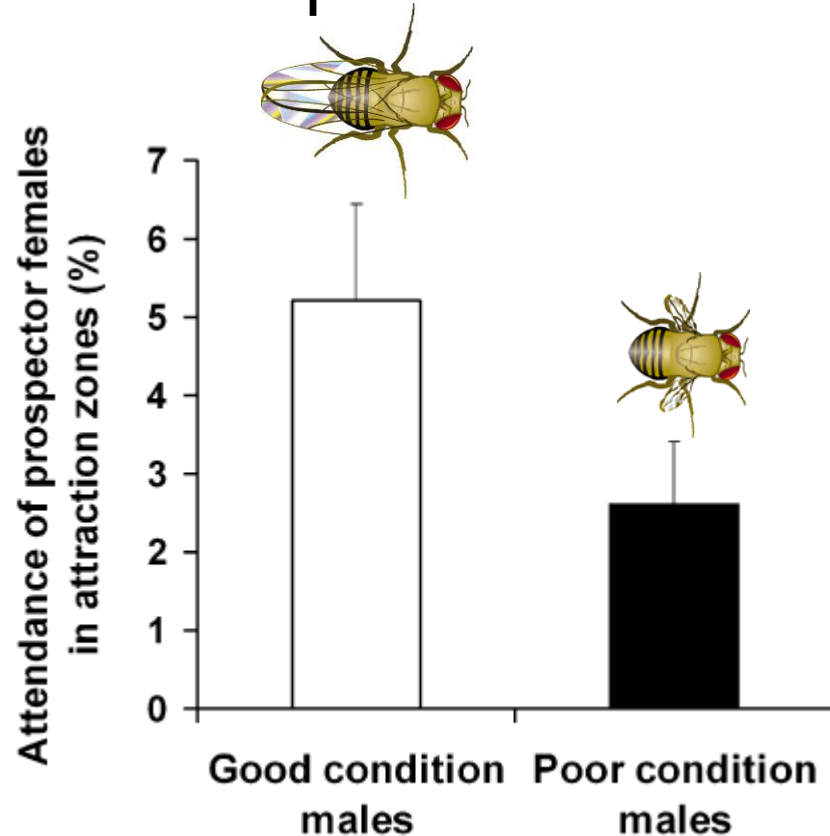 Attendance of prospector females
in attraction zones (%)
7
6
5
4
3
2
1
0
Good condition
males
Poor condition
males